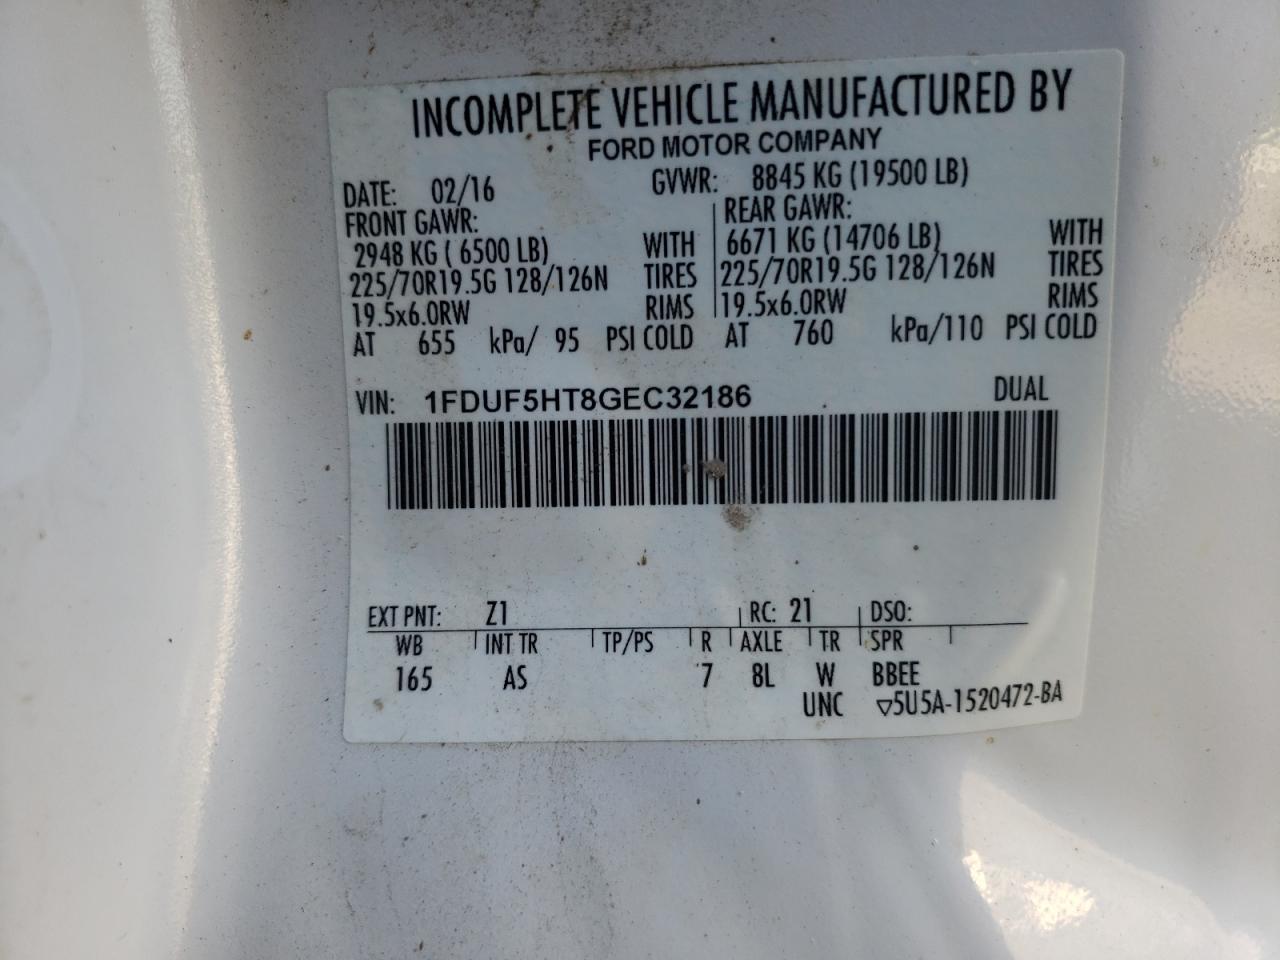 INCOMPLETE VEHICLE MANUFACTURED BY
FORD MOTOR COMPANY
DATE: 02/16 GVWR: 8845 KG (19500 LB)
FRONT GAWR: REAR GAWR:
2948 KG ( 6500 LB) WITH 6671 KG (14706 LB) WITH
225/70R19.5G 128/126N TIRES 225/70R19.5G 128/126N TIRES
19.5x6.0RW RIMS 19.5x6.0RW RIMS
AT 655 kPa/ 95 PSI COLD AT 760 kPa/110 PSI COLD
VIN: 1FDUF5HT8GEC32186 DUAL
EXT PNT: Z1 RC: 21 DSO:
WB INT TR TP/PS R AXLE TR SPR
165 AS 7 8L W BBEE
UNC ▽5U5A-1520472-BA